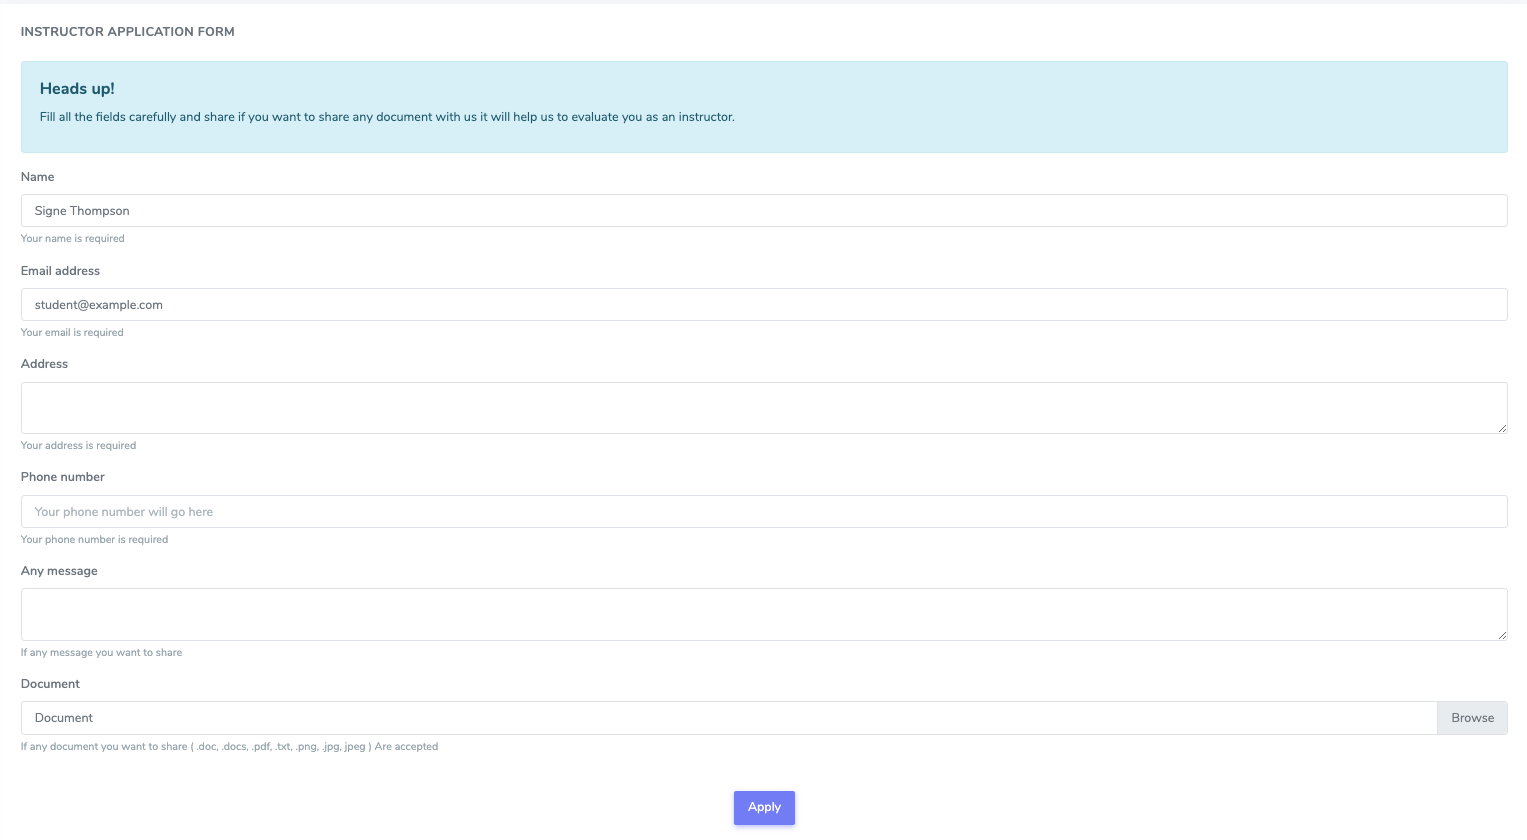 INSTRUCTOR APPLICATION FORM
Heads up!
Fill all the fields carefully and share if you want to share any document with us it will help us to evaluate you as an instructor.
Name
Signe Thompson
Your name is required
Email address
student@example.com
Your email is required
Address
Your address is required
Phone number
Your phone number will go here
Your phone number is required
Any message
If any message you want to share
Document
Document Browse
If any document you want to share ( .doc, .docs, .pdf, .txt, .png, .jpg, jpeg ) Are accepted
Apply